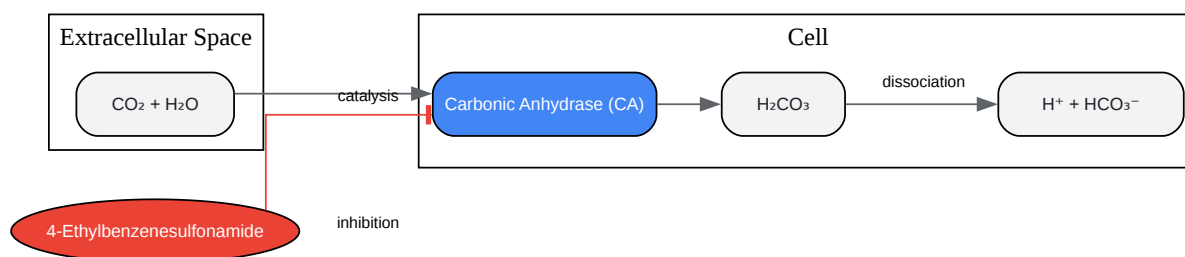 Extracellular Space
Cell
CO₂ + H₂O
catalysis
Carbonic Anhydrase (CA)
H₂CO₃
dissociation
H⁺ + HCO₃⁻
4-Ethylbenzenesulfonamide
inhibition